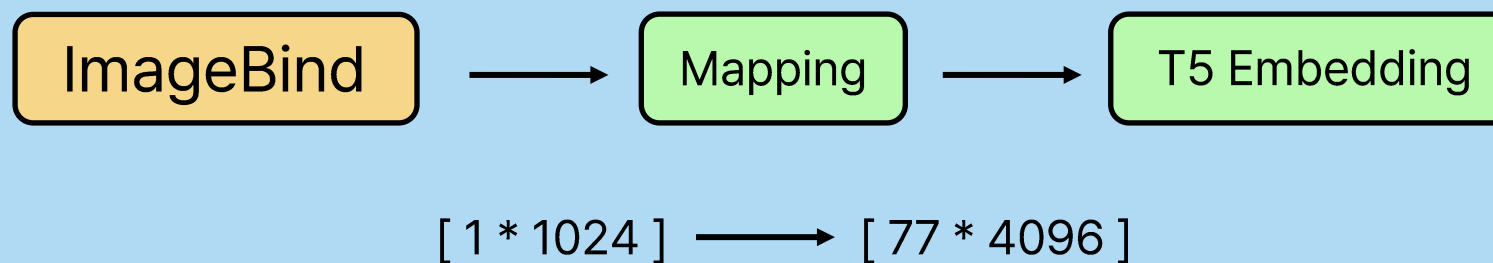 ImageBind → Mapping → T5 Embedding
[ 1 * 1024 ] → [ 77 * 4096 ]